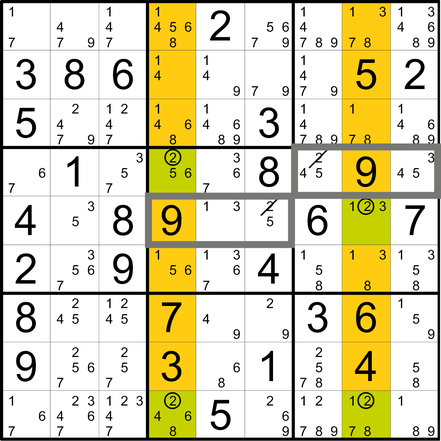 1 1 1 1 3 1 3
4 4 4 5 6 2 5 6 4 4 6
7 7 9 7 8 7 9 7 8 9 7 8 8 9
1 1 1
3 8 6 4 4 4 5 2
9 7 9 7 9
2 1 2 1 1 1 1 1
5 4 4 4 6 4 6 3 4 4 6
7 9 7 8 8 9 7 8 9 7 8 8 9
3 2 3 2 3
6 1 5 5 6 6 8 4 5 9 4 5
7 7 7
3 1 3 2 1 2 3
4 5 8 9 5 6 7
3 1 1 3 1 1 3 1 3
2 5 6 9 5 6 6 4 5 5
7 7 8 8 8
2 1 2 2 1
8 4 5 4 5 7 4 3 6 5
9 9 9
2 2 2
9 5 6 5 3 6 1 5 4 5
7 7 8 7 8 8
1 2 3 1 2 3 2 2 1 2 1 2 1
6 4 6 4 4 6 5 6
7 7 7 8 9 7 8 9 7 8 8 9